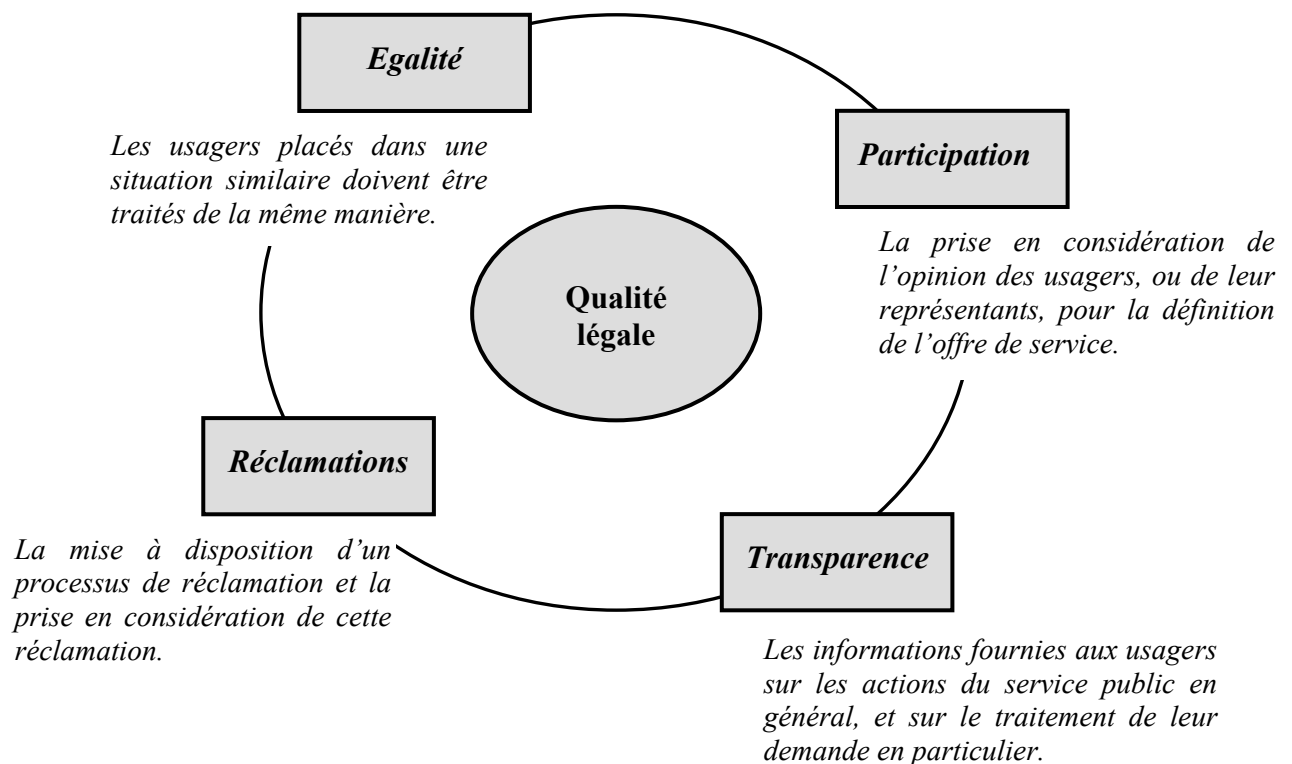 Egalité
Les usagers placés dans une
situation similaire doivent être
traités de la même manière.
Participation
La prise en considération de
l’opinion des usagers, ou de leur
représentants, pour la définition
de l’offre de service.
Qualité
légale
Réclamations
La mise à disposition d’un
processus de réclamation et la
prise en considération de cette
réclamation.
Transparence
Les informations fournies aux usagers
sur les actions du service public en
général, et sur le traitement de leur
demande en particulier.